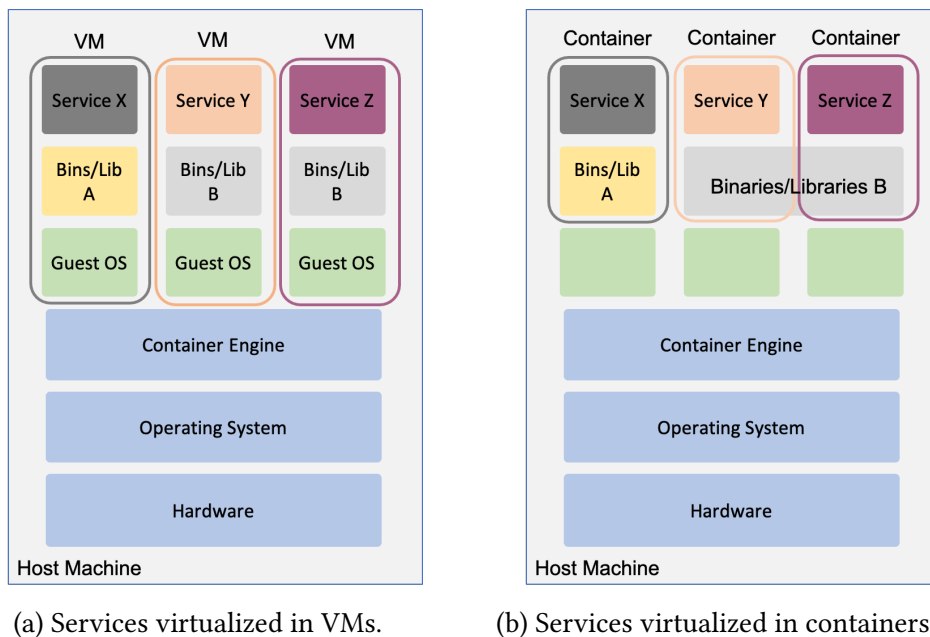 VM
VM
VM
Service X
Service Y
Service Z
Bins/Lib
A
Bins/Lib
B
Bins/Lib
B
Guest OS
Guest OS
Guest OS
Container Engine
Operating System
Hardware
Host Machine
(a) Services virtualized in VMs.
Container
Container
Container
Service X
Service Y
Service Z
Bins/Lib
A
Binaries/Libraries B
Container Engine
Operating System
Hardware
Host Machine
(b) Services virtualized in containers